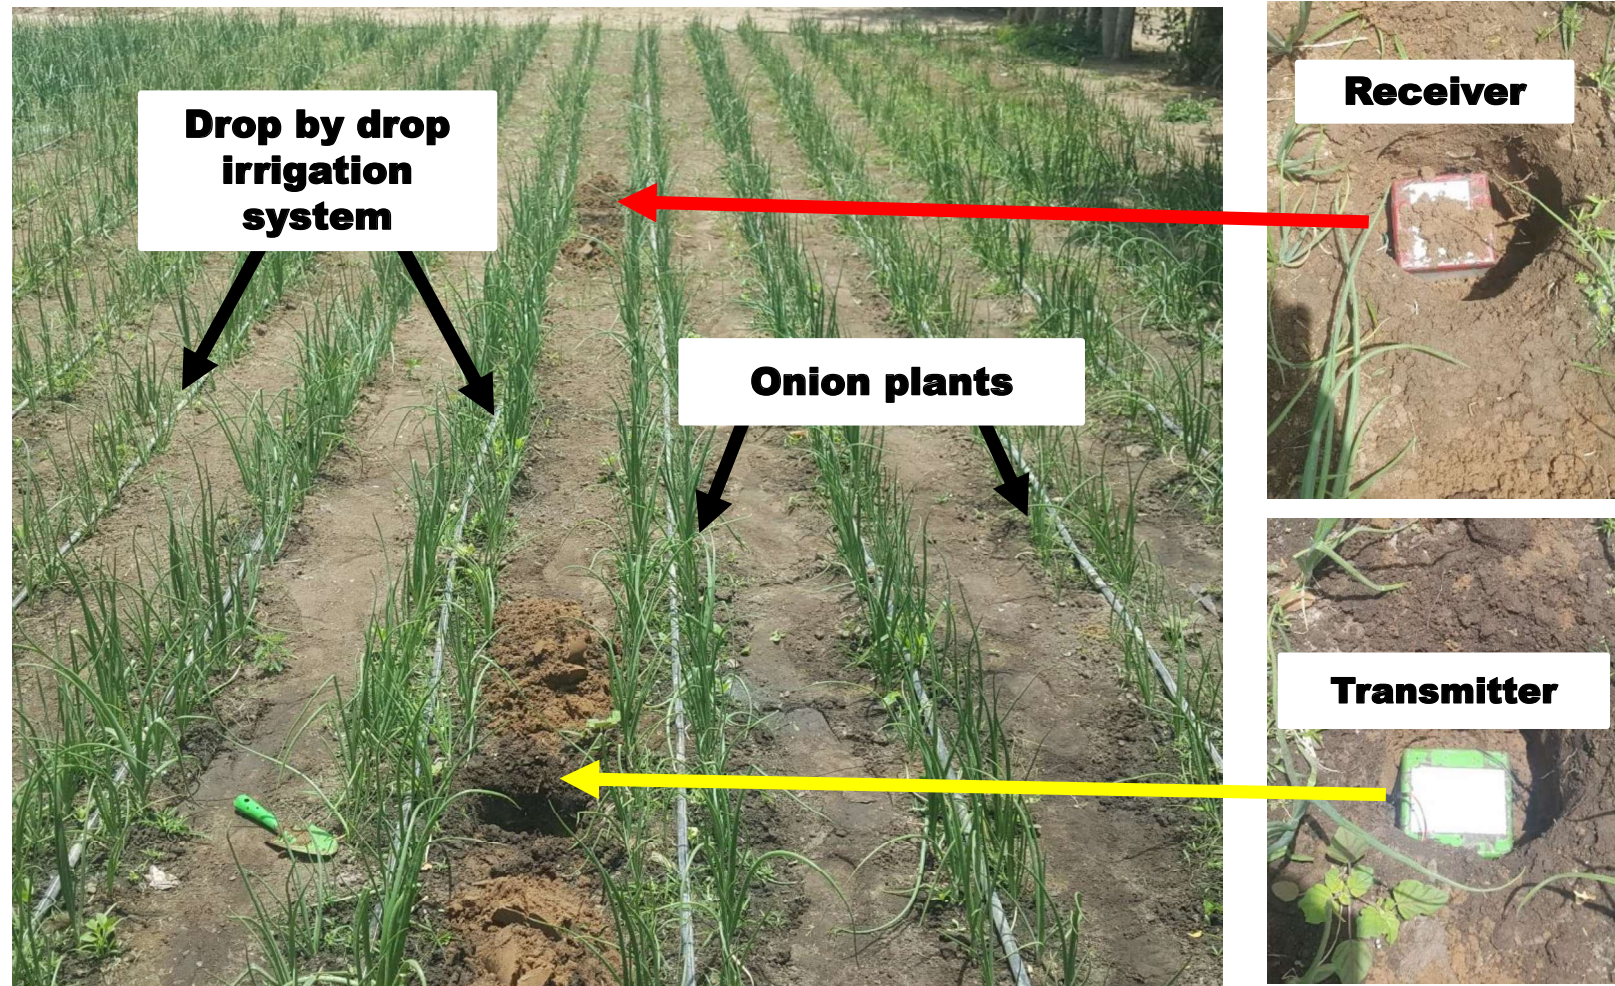 Drop by drop
irrigation
system
Onion plants
Receiver
Transmitter